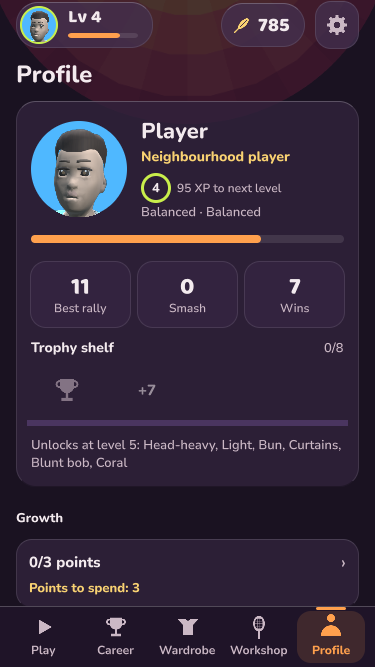 Lv 4
785
Profile
Player
Neighbourhood player
4 95 XP to next level
Balanced · Balanced
11 0 7
Best rally Smash Wins
Trophy shelf 0/8
+7
Unlocks at level 5: Head-heavy, Light, Bun, Curtains,
Blunt bob, Coral
Growth
0/3 points ›
Points to spend: 3
Play Career Wardrobe Workshop Profile